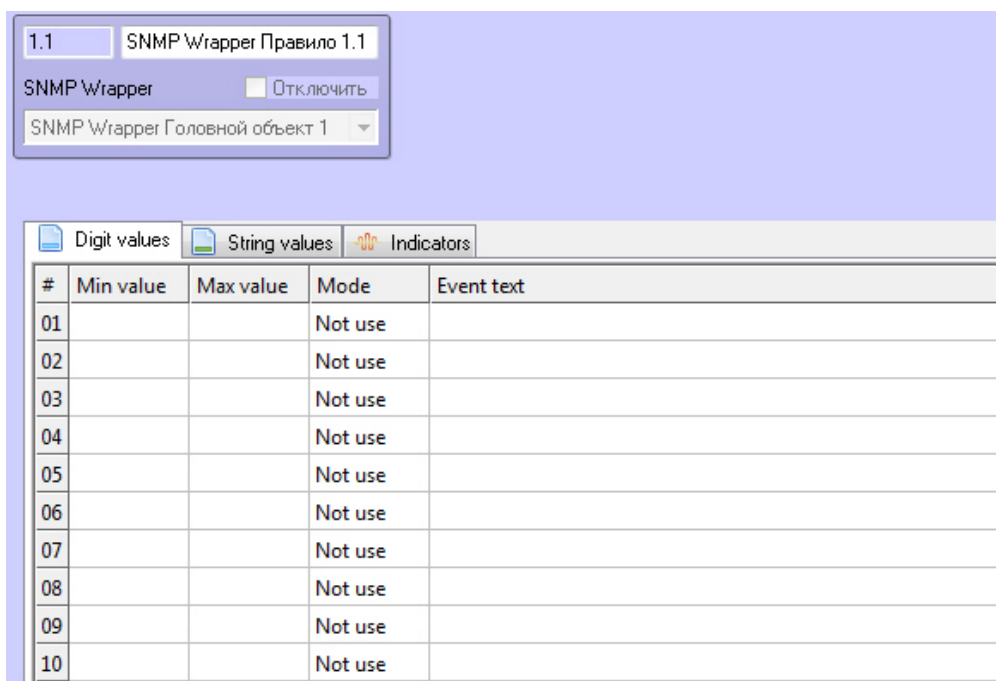 1.1 SNMP Wrapper Правило 1.1
SNMP Wrapper Отключить
SNMP Wrapper Головной объект 1
Digit values String values Indicators
# Min value Max value Mode Event text
01 Not use
02 Not use
03 Not use
04 Not use
05 Not use
06 Not use
07 Not use
08 Not use
09 Not use
10 Not use